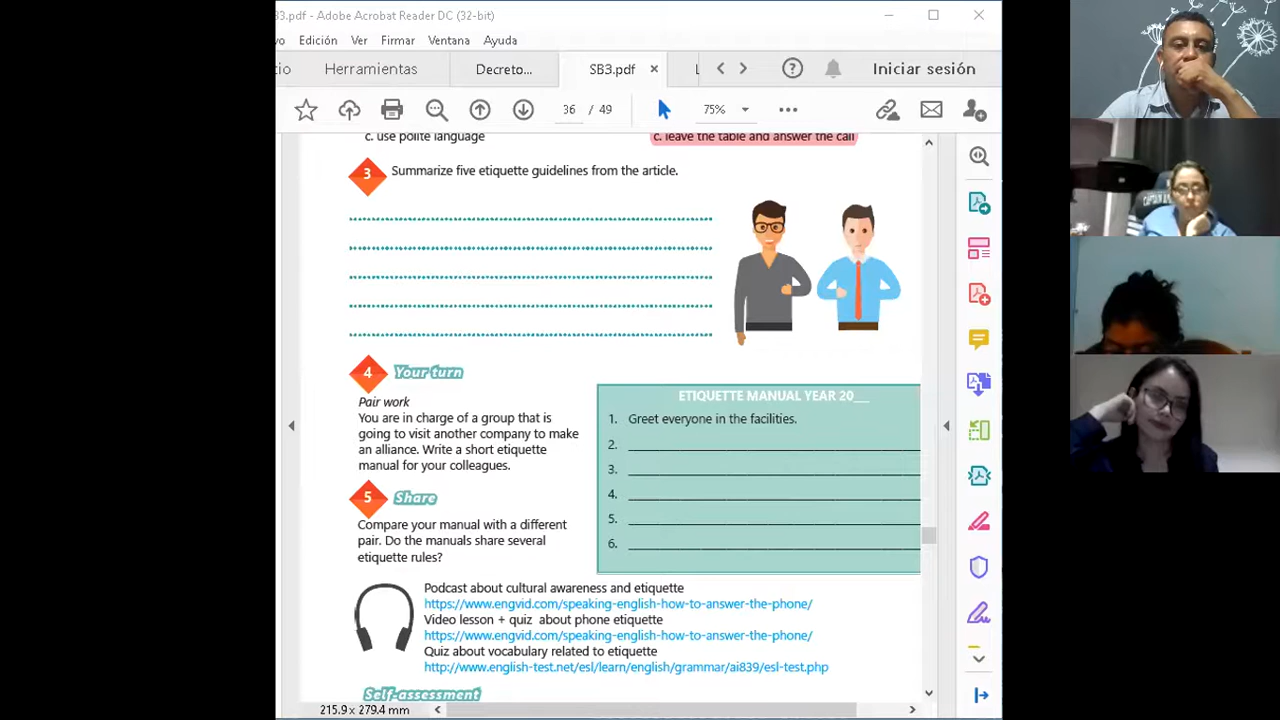 B3.pdf - Adobe Acrobat Reader DC (32-bit)
vo Edición Ver Firmar Ventana Ayuda
io Herramientas Decreto... SB3.pdf Iniciar sesión
36 / 49 75%
c. use polite language
c. leave the table and answer the call
3 Summarize five etiquette guidelines from the article.
4 Your turn
Pair work
You are in charge of a group that is
going to visit another company to make
an alliance. Write a short etiquette
manual for your colleagues.
5 Share
Compare your manual with a different
pair. Do the manuals share several
etiquette rules?
ETIQUETTE MANUAL YEAR 20__
1. Greet everyone in the facilities.
2.
3.
4.
5.
6.
Podcast about cultural awareness and etiquette
https://www.engvid.com/speaking-english-how-to-answer-the-phone/
Video lesson + quiz about phone etiquette
https://www.engvid.com/speaking-english-how-to-answer-the-phone/
Quiz about vocabulary related to etiquette
http://www.english-test.net/esl/learn/english/grammar/ai839/esl-test.php
Self-assessment
215.9 x 279.4 mm